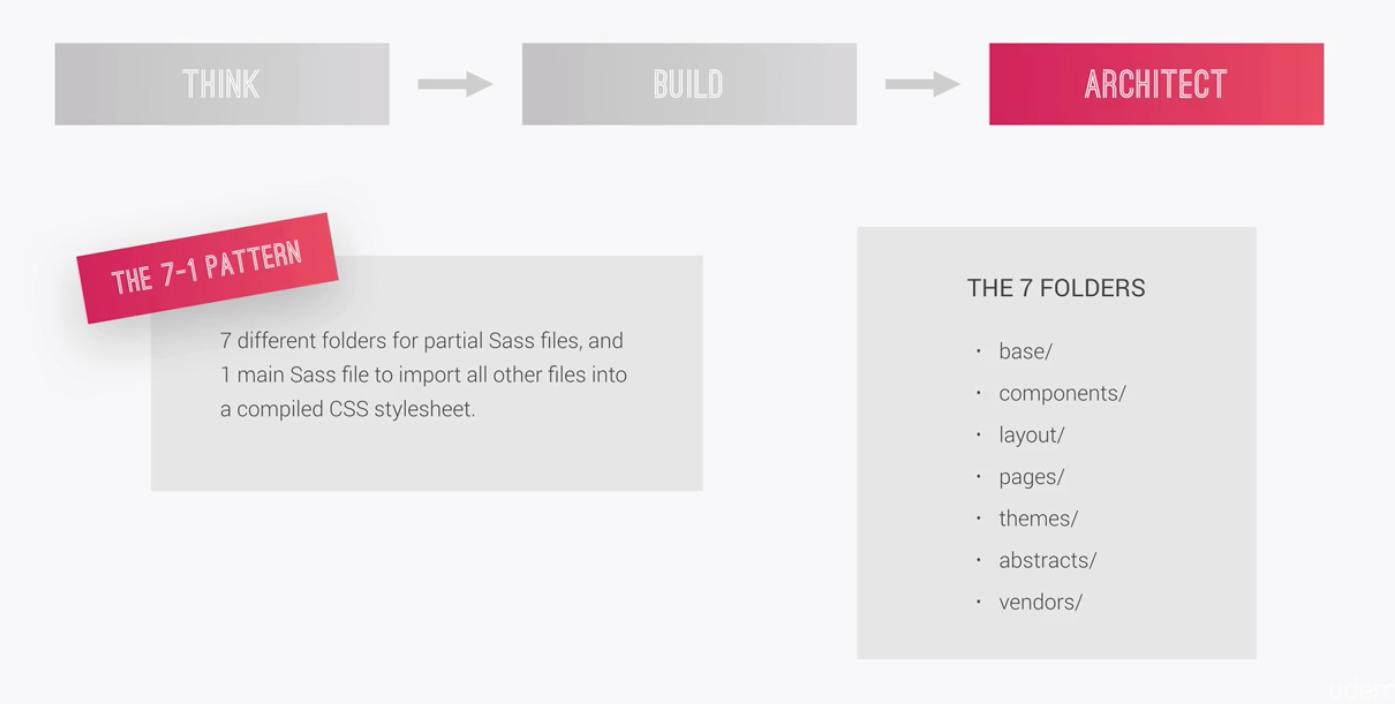 THINK
BUILD
ARCHITECT
THE 7-1 PATTERN
7 different folders for partial Sass files, and
1 main Sass file to import all other files into
a compiled CSS stylesheet.
THE 7 FOLDERS
· base/
· components/
· layout/
· pages/
· themes/
· abstracts/
· vendors/